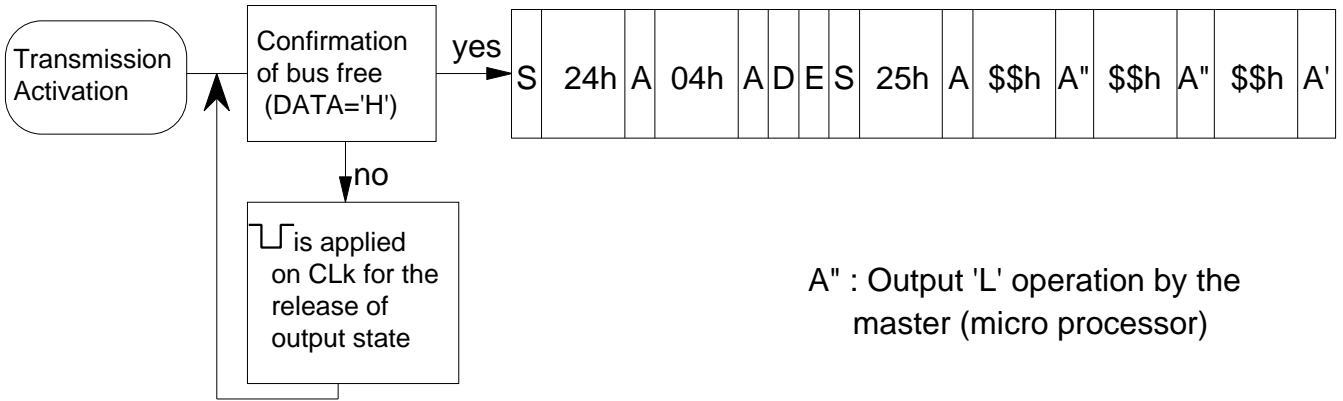 Transmission
Activation
Confirmation
of bus free
(DATA='H')
yes
S 24h A 04h A D E S 25h A $$h A" $$h A" $$h A'
no
is applied
on CLk for the
release of
output state
A" : Output 'L' operation by the
master (micro processor)